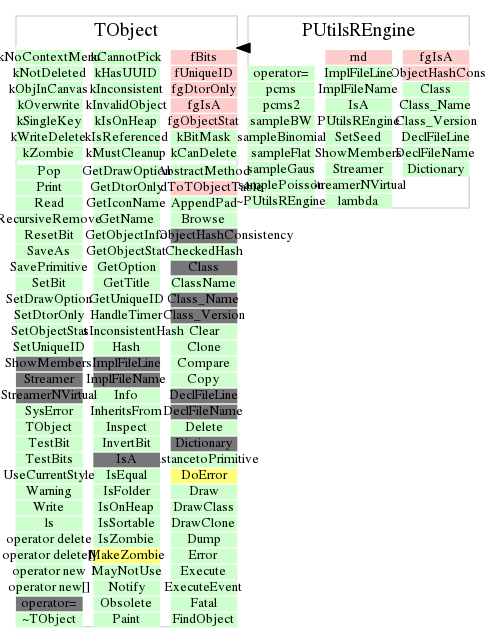 TObject PUtilsREngine
kNoContextMenu kCannotPick fBits rnd fgIsA
kNotDeleted kHasUUID fUniqueID operator= ImplFileLine ObjectHashCons
kObjInCanvas kInconsistent fgDtorOnly pcms ImplFileName Class
kOverwrite kInvalidObject fgIsA pcms2 IsA Class_Name
kSingleKey kIsOnHeap fgObjectStat sampleBW PUtilsREngine Class_Version
kWriteDelete kIsReferenced kBitMask sampleBinomial SetSeed DeclFileLine
kZombie kMustCleanup kCanDelete sampleFlat ShowMembers DeclFileName
Pop GetDrawOption AbstractMethod sampleGaus Streamer Dictionary
Print GetDtorOnly dToTObjectTable samplePoisson StreamerNVirtual
Read GetIconName AppendPad ~PUtilsREngine lambda
RecursiveRemove GetName Browse
ResetBit GetObjectInfo ObjectHashConsistency
SaveAs GetObjectStat CheckedHash
SavePrimitive GetOption Class
SetBit GetTitle ClassName
SetDrawOption GetUniqueID Class_Name
SetDtorOnly HandleTimer Class_Version
SetObjectStat sInconsistentHash Clear
SetUniqueID Hash Clone
ShowMembers ImplFileLine Compare
Streamer ImplFileName Copy
StreamerNVirtual Info DeclFileLine
SysError InheritsFrom DeclFileName
TObject Inspect Delete
TestBit InvertBit Dictionary
TestBits IsA stancetoPrimitive
UseCurrentStyle IsEqual DoError
Warning IsFolder Draw
Write IsOnHeap DrawClass
ls IsSortable DrawClone
operator delete IsZombie Dump
operator delete[] MakeZombie Error
operator new MayNotUse Execute
operator new[] Notify ExecuteEvent
operator= Obsolete Fatal
~TObject Paint FindObject